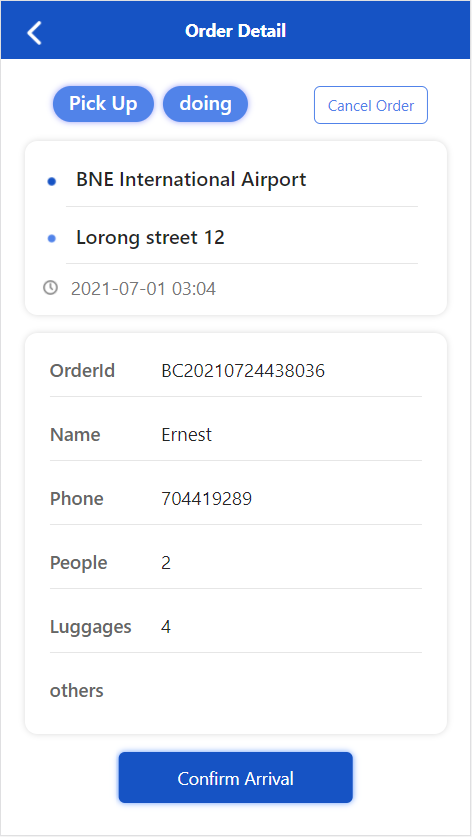 Order Detail
Pick Up doing Cancel Order
BNE International Airport
Lorong street 12
2021-07-01 03:04
OrderId BC20210724438036
Name Ernest
Phone 704419289
People 2
Luggages 4
others
Confirm Arrival